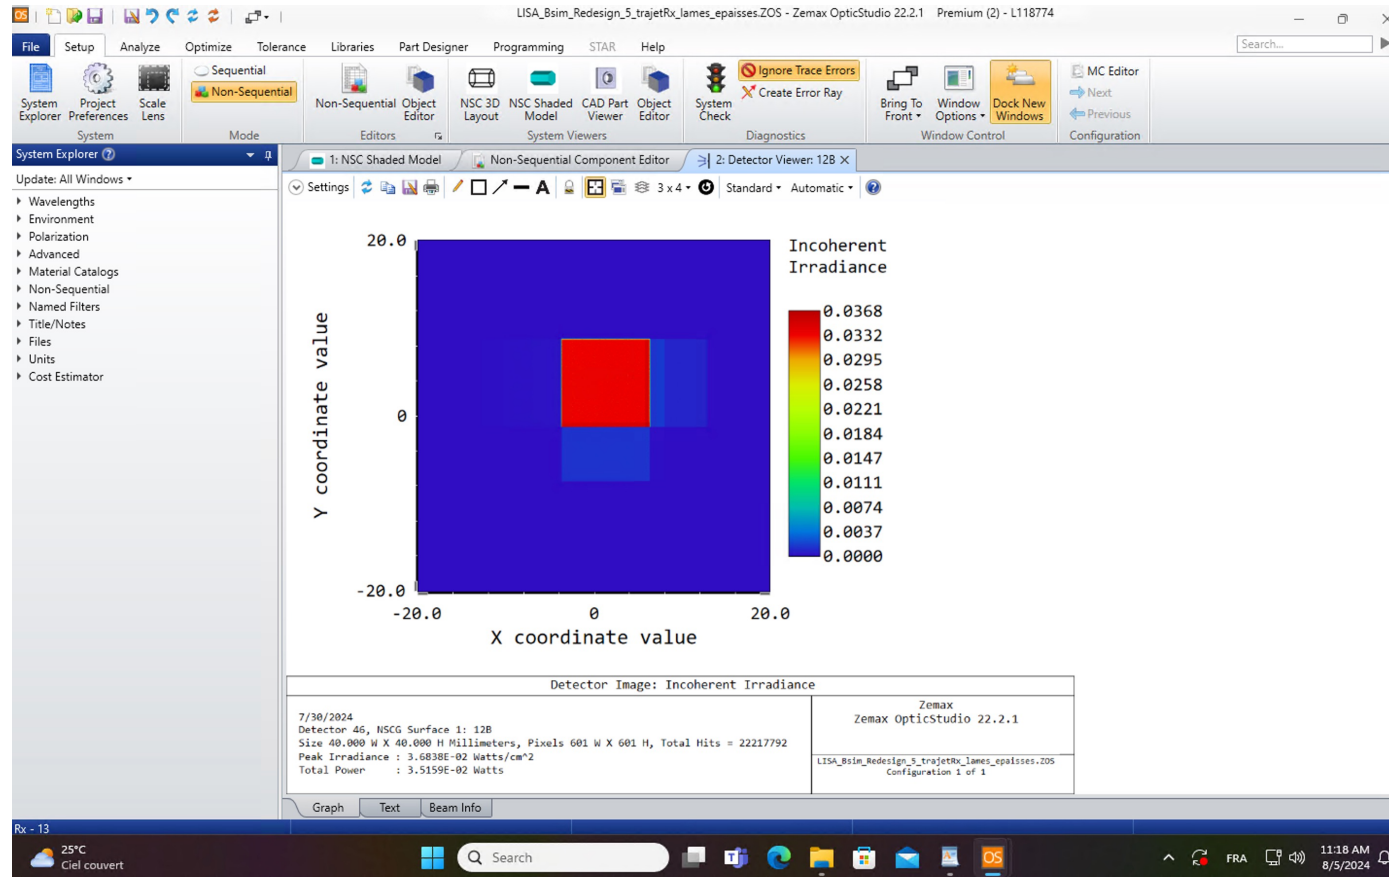 LISA_Bsim_Redesign_5_trajetRx_lames_epaisses.ZOS - Zemax OpticStudio 22.2.1 Premium (2) - L118774
File Setup Analyze Optimize Tolerance Libraries Part Designer Programming STAR Help Search...
System Explorer
Project Preferences
Scale Lens
System
Sequential
Non-Sequential
Mode
Non-Sequential
Object Editor
Editors
NSC 3D Layout
NSC Shaded Model
CAD Part Viewer
Object Editor
System Viewers
System Check
Ignore Trace Errors
Create Error Ray
Diagnostics
Bring To Front
Window Options
Dock New Windows
Window Control
MC Editor
Next
Previous
Configuration
System Explorer
Update: All Windows
Wavelengths
Environment
Polarization
Advanced
Material Catalogs
Non-Sequential
Named Filters
Title/Notes
Files
Units
Cost Estimator
1: NSC Shaded Model
Non-Sequential Component Editor
2: Detector Viewer: 12B
Settings A 3 x 4 Standard Automatic
20.0
0
-20.0
Y coordinate value
-20.0 0 20.0
X coordinate value
Incoherent
Irradiance
0.0368
0.0332
0.0295
0.0258
0.0221
0.0184
0.0147
0.0111
0.0074
0.0037
0.0000
Detector Image: Incoherent Irradiance
7/30/2024
Detector 46, NSCG Surface 1: 12B
Size 40.000 W X 40.000 H Millimeters, Pixels 601 W X 601 H, Total Hits = 22217792
Peak Irradiance : 3.6838E-02 Watts/cm^2
Total Power : 3.5159E-02 Watts
Zemax
Zemax OpticStudio 22.2.1
LISA_Bsim_Redesign_5_trajetRx_lames_epaisses.ZOS
Configuration 1 of 1
Graph Text Beam Info
Rx - 13
25°C
Ciel couvert
Search
OS
FRA
11:18 AM
8/5/2024